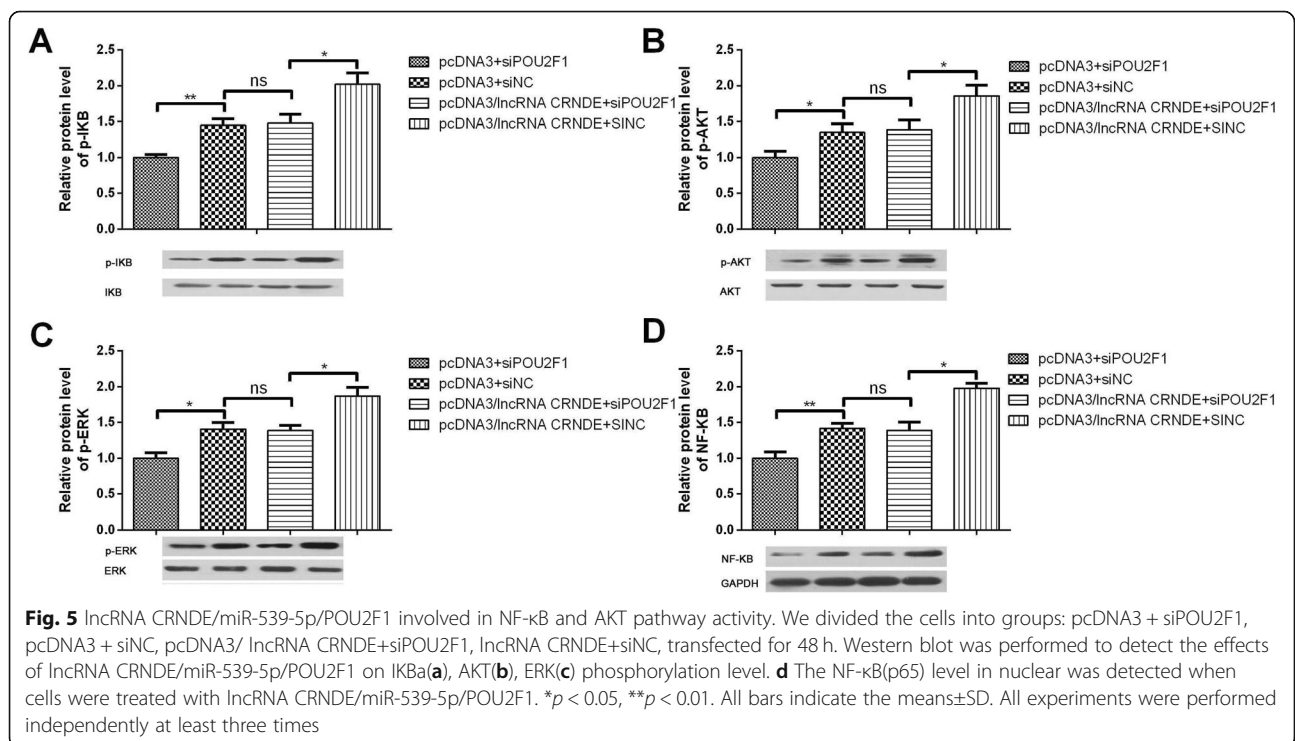 A
Relative protein level
of p-IKB
2.5
2.0
1.5
1.0
0.5
0.0
**
ns
*
pcDNA3+siPOU2F1
pcDNA3+siNC
pcDNA3/lncRNA CRNDE+siPOU2F1
pcDNA3/lncRNA CRNDE+SINC
p-IKB
IKB
B
Relative protein level
of p-AKT
2.5
2.0
1.5
1.0
0.5
0.0
*
ns
*
pcDNA3+siPOU2F1
pcDNA3+siNC
pcDNA3/lncRNA CRNDE+siPOU2F1
pcDNA3/lncRNA CRNDE+SINC
p-AKT
AKT
C
Relative protein level
of p-ERK
2.5
2.0
1.5
1.0
0.5
0.0
*
ns
*
pcDNA3+siPOU2F1
pcDNA3+siNC
pcDNA3/lncRNA CRNDE+siPOU2F1
pcDNA3/lncRNA CRNDE+SINC
p-ERK
ERK
D
Relative protein level
of NF-KB
2.5
2.0
1.5
1.0
0.5
0.0
**
ns
*
pcDNA3+siPOU2F1
pcDNA3+siNC
pcDNA3/lncRNA CRNDE+siPOU2F1
pcDNA3/lncRNA CRNDE+SINC
NF-KB
GAPDH
Fig. 5 lncRNA CRNDE/miR-539-5p/POU2F1 involved in NF-κB and AKT pathway activity. We divided the cells into groups: pcDNA3 + siPOU2F1,
pcDNA3 + siNC, pcDNA3/ lncRNA CRNDE+siPOU2F1, lncRNA CRNDE+siNC, transfected for 48 h. Western blot was performed to detect the effects
of lncRNA CRNDE/miR-539-5p/POU2F1 on IKBa(a), AKT(b), ERK(c) phosphorylation level. d The NF-κB(p65) level in nuclear was detected when
cells were treated with lncRNA CRNDE/miR-539-5p/POU2F1. *p < 0.05, **p < 0.01. All bars indicate the means±SD. All experiments were performed
independently at least three times